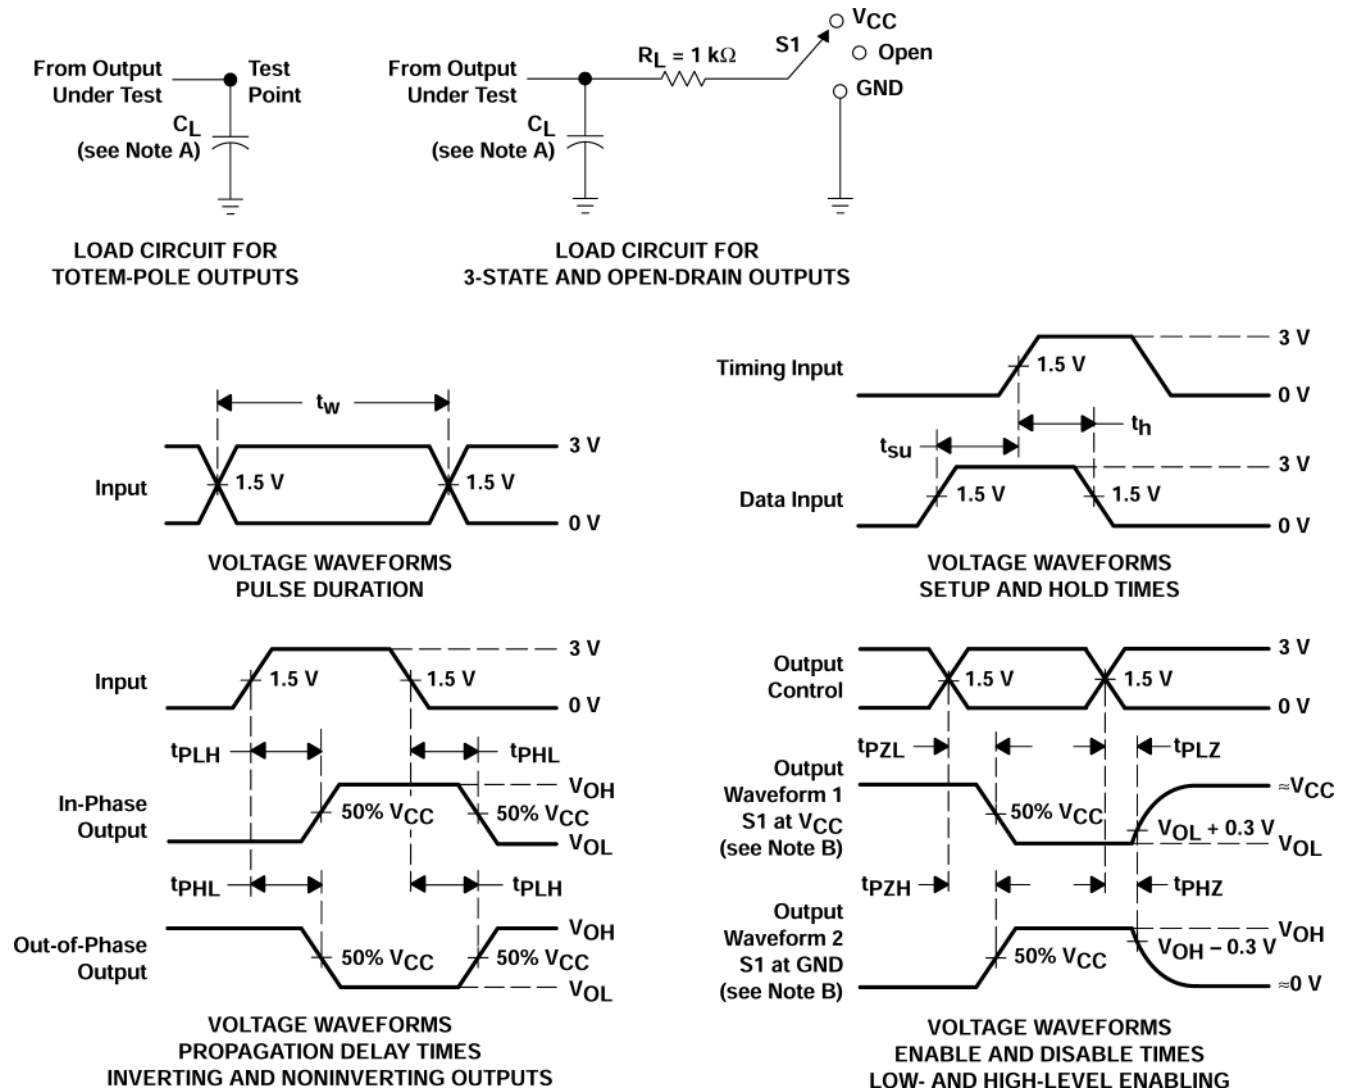 From Output
Under Test
Test
Point
CL
(see Note A)
LOAD CIRCUIT FOR
TOTEM-POLE OUTPUTS
From Output
Under Test
RL = 1 kΩ
S1
VCC
Open
GND
CL
(see Note A)
LOAD CIRCUIT FOR
3-STATE AND OPEN-DRAIN OUTPUTS
tw
Input
1.5 V
1.5 V
3 V
0 V
VOLTAGE WAVEFORMS
PULSE DURATION
Timing Input
1.5 V
3 V
0 V
tsu
th
Data Input
1.5 V
1.5 V
3 V
0 V
VOLTAGE WAVEFORMS
SETUP AND HOLD TIMES
Input
1.5 V
1.5 V
3 V
0 V
tPLH
tPHL
In-Phase
Output
50% VCC
50% VCC
VOH
VOL
tPHL
tPLH
Out-of-Phase
Output
50% VCC
50% VCC
VOH
VOL
VOLTAGE WAVEFORMS
PROPAGATION DELAY TIMES
INVERTING AND NONINVERTING OUTPUTS
Output
Control
1.5 V
1.5 V
3 V
0 V
tPZL
tPLZ
Output
Waveform 1
S1 at VCC
(see Note B)
50% VCC
VOL + 0.3 V
≈VCC
VOL
tPZH
tPHZ
Output
Waveform 2
S1 at GND
(see Note B)
50% VCC
VOH – 0.3 V
VOH
≈0 V
VOLTAGE WAVEFORMS
ENABLE AND DISABLE TIMES
LOW- AND HIGH-LEVEL ENABLING